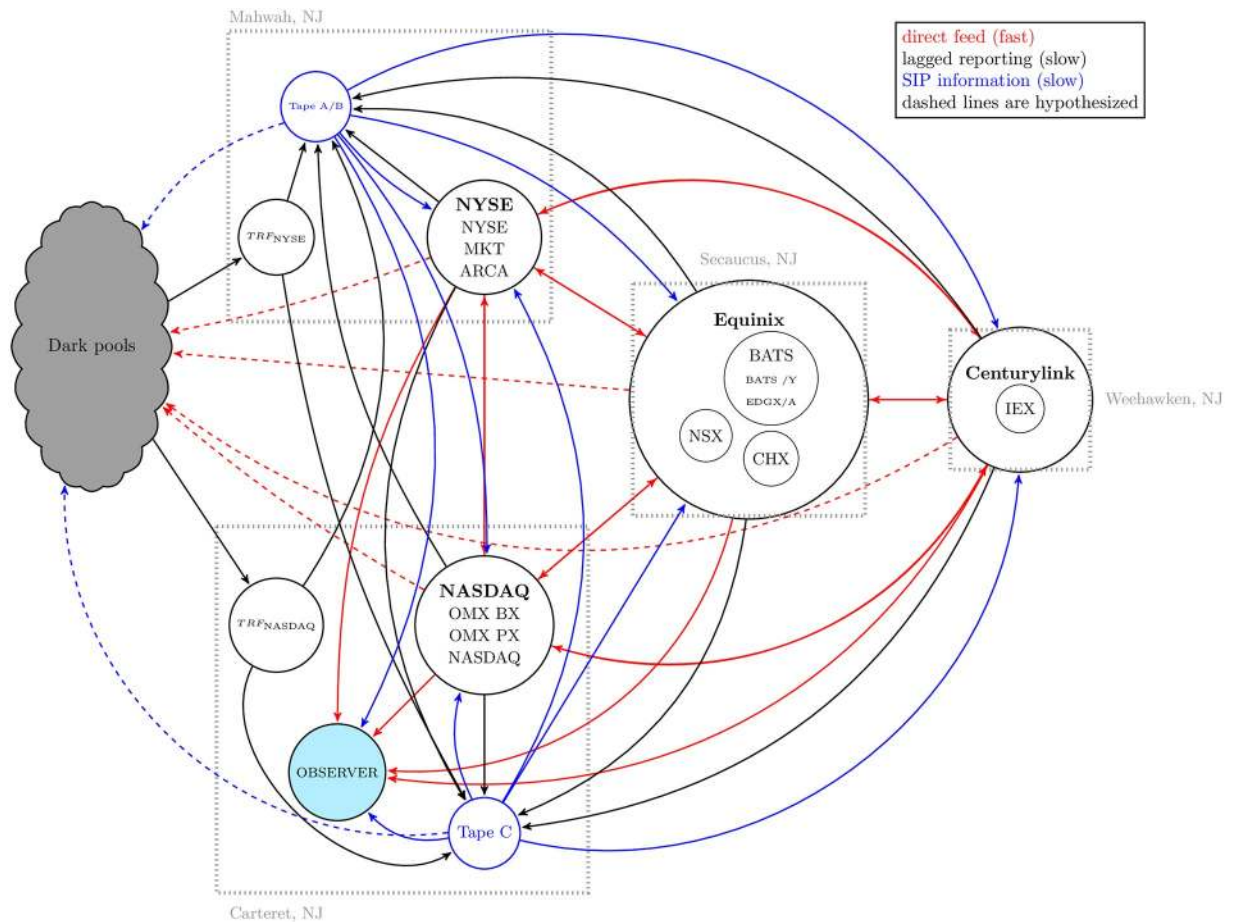 Mahwah, NJ
direct feed (fast)
lagged reporting (slow)
SIP information (slow)
dashed lines are hypothesized
Tape A/B
NYSE
NYSE
MKT
ARCA
TRF NYSE
Dark pools
Secaucus, NJ
Equinix
BATS
BATS /Y
EDGX/A
NSX
CHX
Centurylink
IEX
Weehawken, NJ
NASDAQ
OMX BX
OMX PX
NASDAQ
TRF NASDAQ
OBSERVER
Tape C
Carteret, NJ